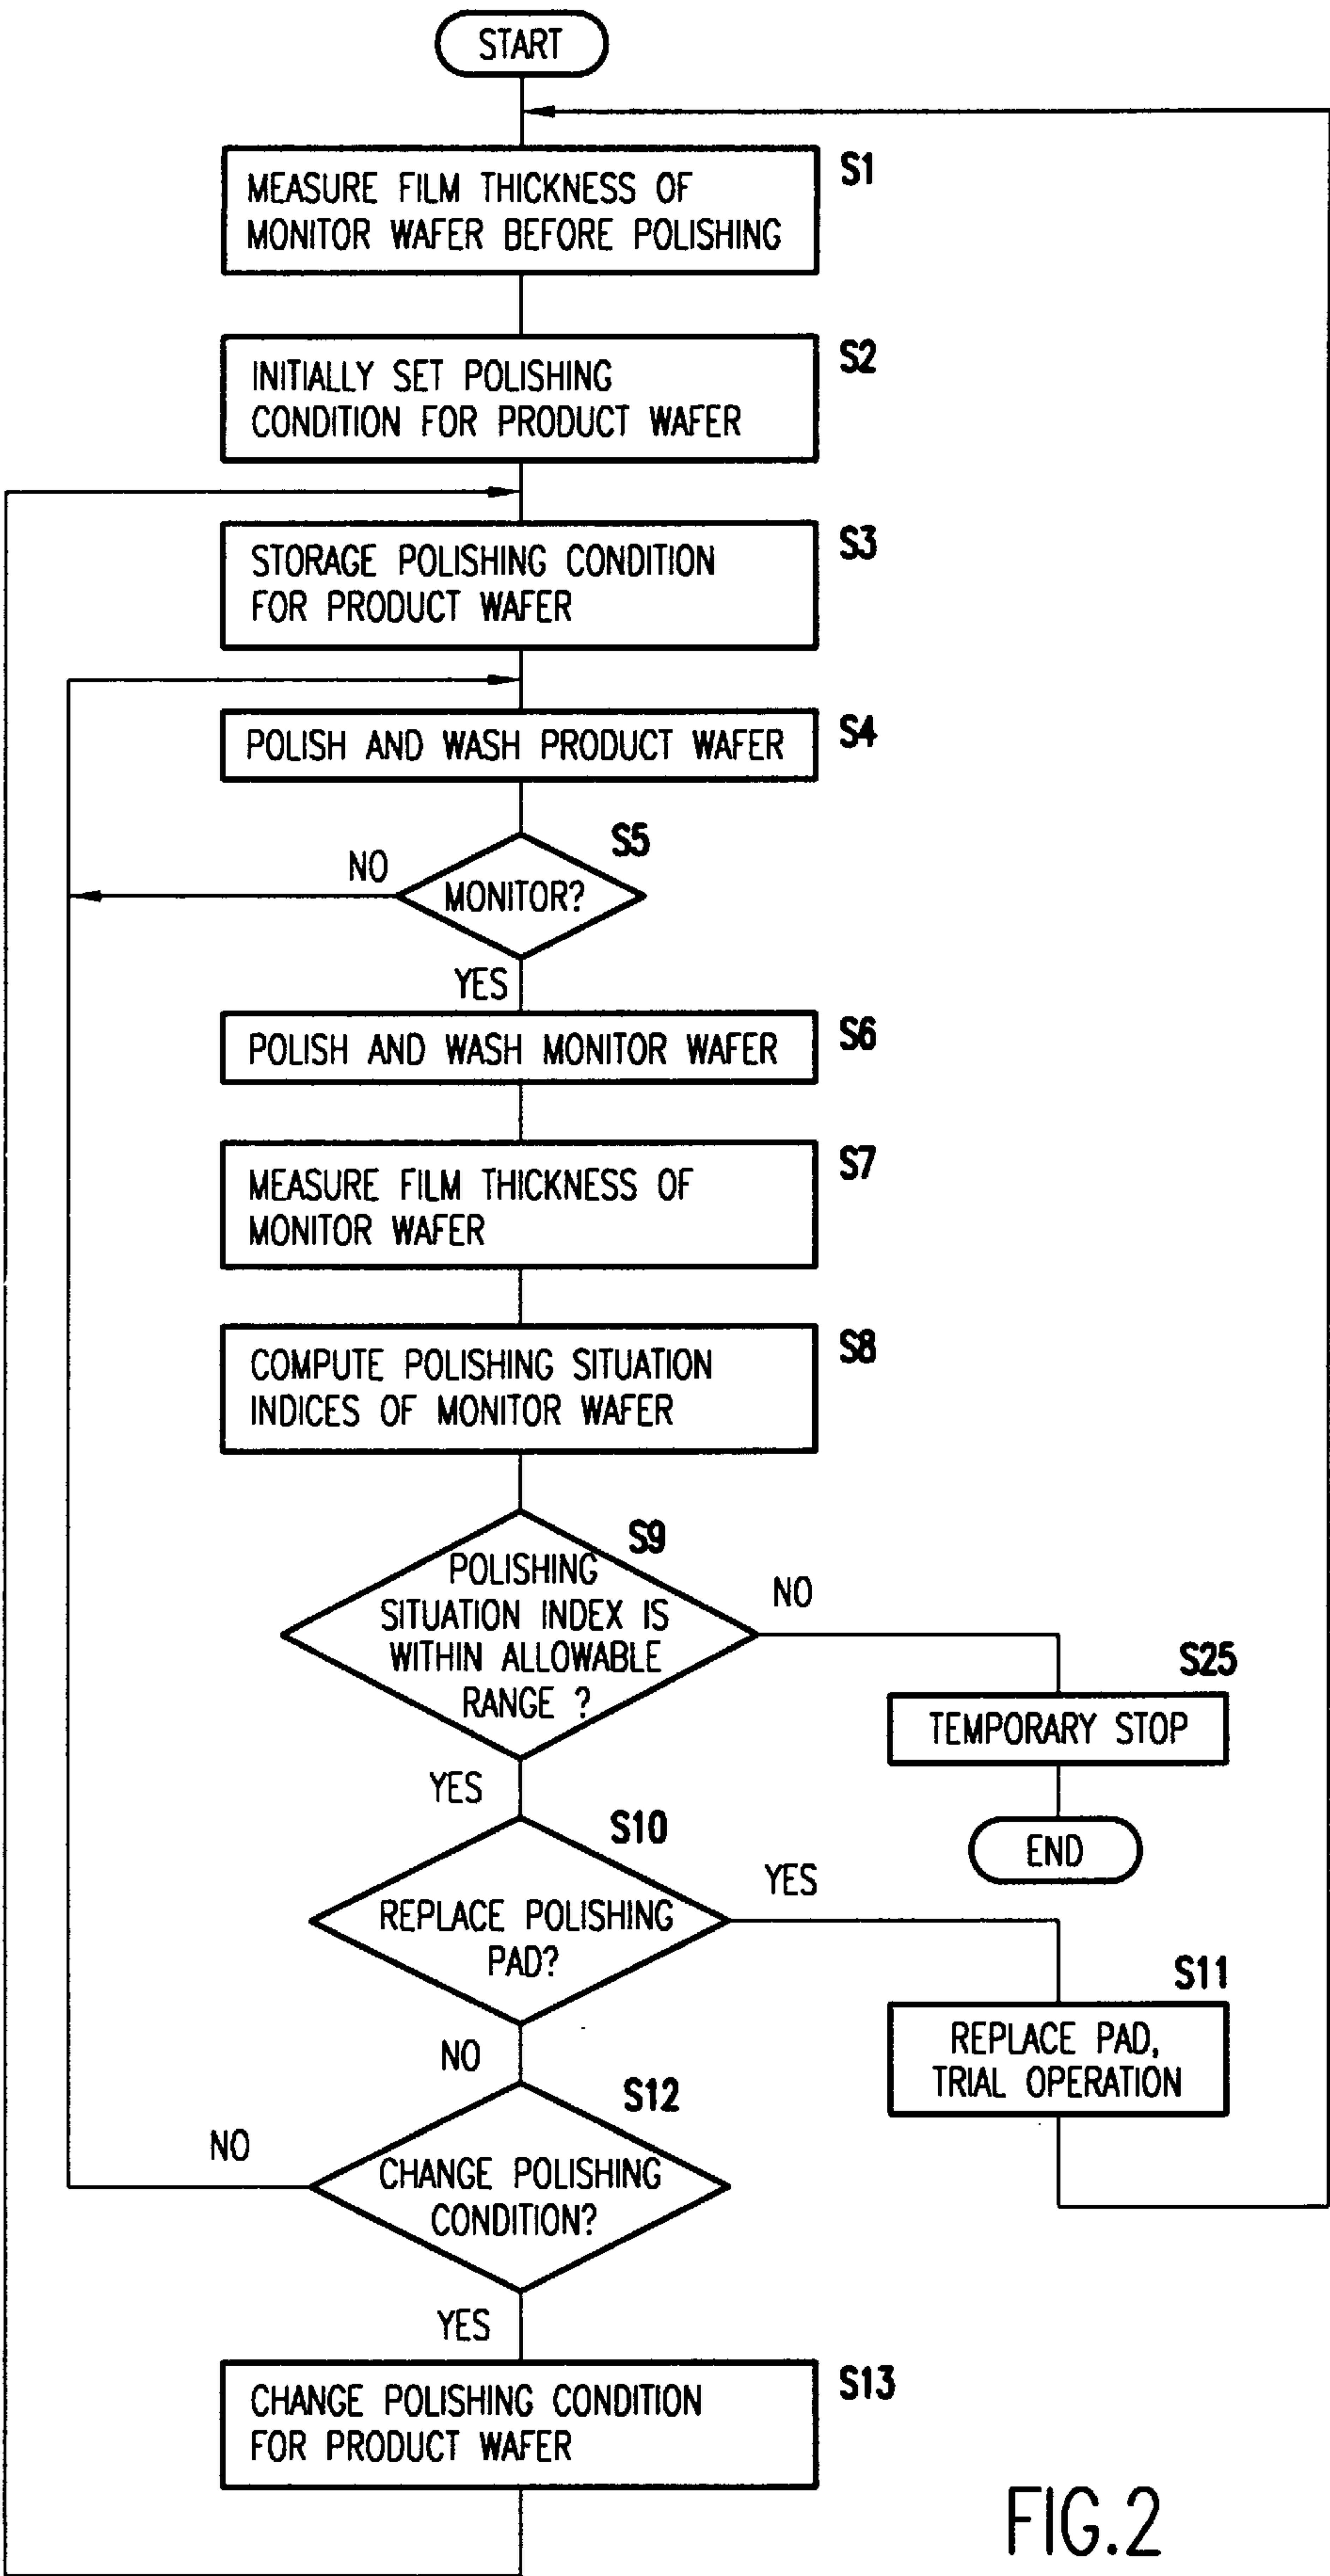 START
S1
MEASURE FILM THICKNESS OF
MONITOR WAFER BEFORE POLISHING
S2
INITIALLY SET POLISHING
CONDITION FOR PRODUCT WAFER
S3
STORAGE POLISHING CONDITION
FOR PRODUCT WAFER
S4
POLISH AND WASH PRODUCT WAFER
S5
NO
MONITOR?
YES
S6
POLISH AND WASH MONITOR WAFER
S7
MEASURE FILM THICKNESS OF
MONITOR WAFER
S8
COMPUTE POLISHING SITUATION
INDICES OF MONITOR WAFER
S9
POLISHING
SITUATION INDEX IS
WITHIN ALLOWABLE
RANGE ?
NO
S25
TEMPORARY STOP
END
YES
S10
REPLACE POLISHING
PAD?
YES
S11
REPLACE PAD,
TRIAL OPERATION
NO
S12
CHANGE POLISHING
CONDITION?
NO
YES
S13
CHANGE POLISHING CONDITION
FOR PRODUCT WAFER
FIG.2